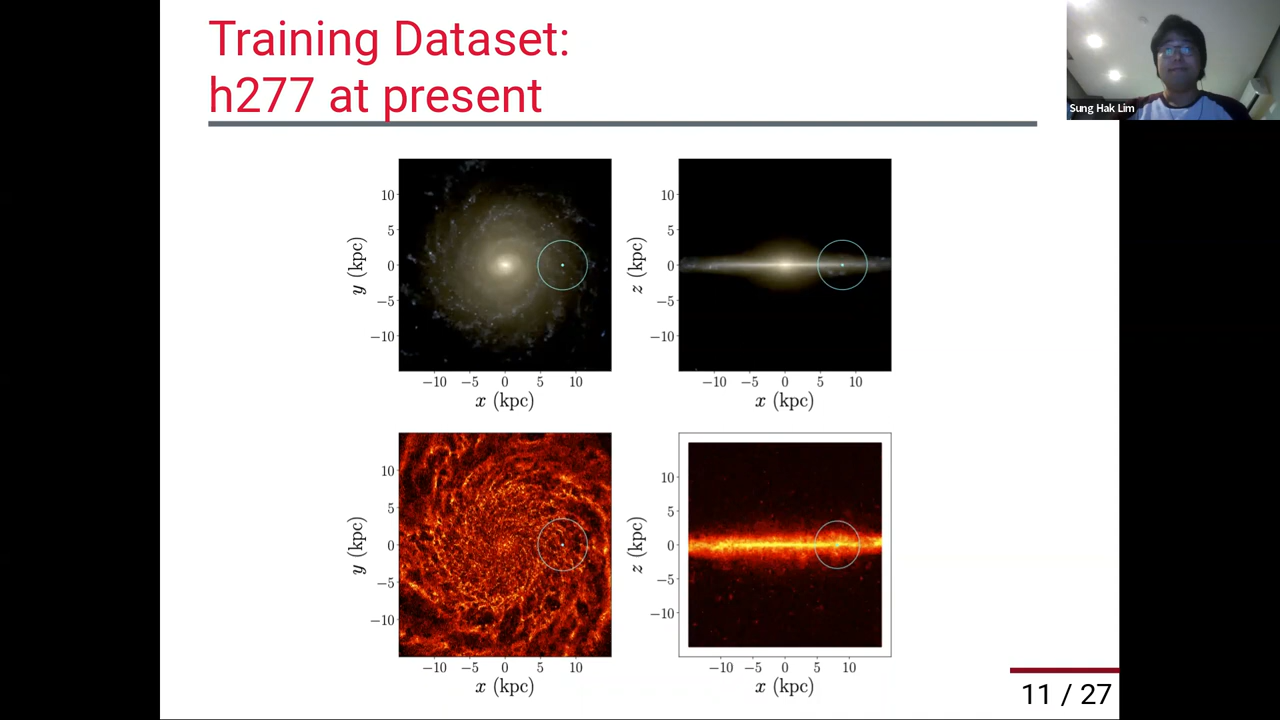 Training Dataset:
h277 at present
Sung Hak Lim
10
5
0
−5
−10
y (kpc)
−10 −5 0 5 10
x (kpc)
10
5
0
−5
−10
z (kpc)
−10 −5 0 5 10
x (kpc)
10
5
0
−5
−10
y (kpc)
−10 −5 0 5 10
x (kpc)
10
5
0
−5
−10
z (kpc)
−10 −5 0 5 10
x (kpc)
11 / 27